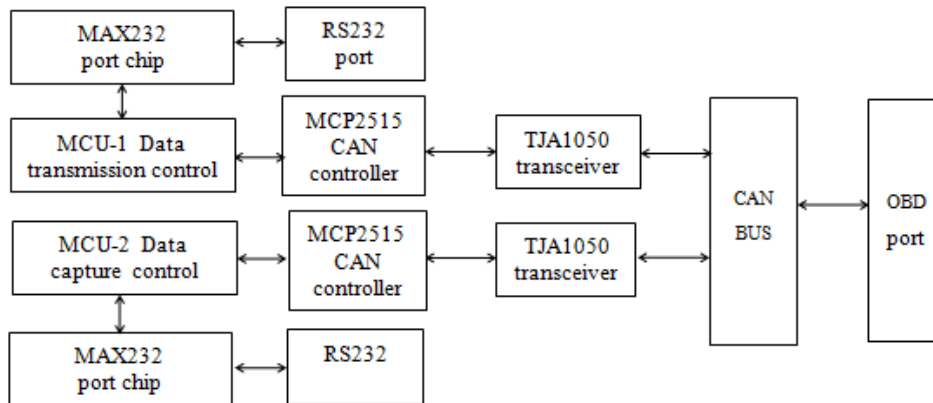 MAX232
port chip
RS232
port
MCU-1 Data
transmission control
MCP2515
CAN
controller
TJA1050
transceiver
CAN
BUS
OBD
port
MCU-2 Data
capture control
MCP2515
CAN
controller
TJA1050
transceiver
MAX232
port chip
RS232